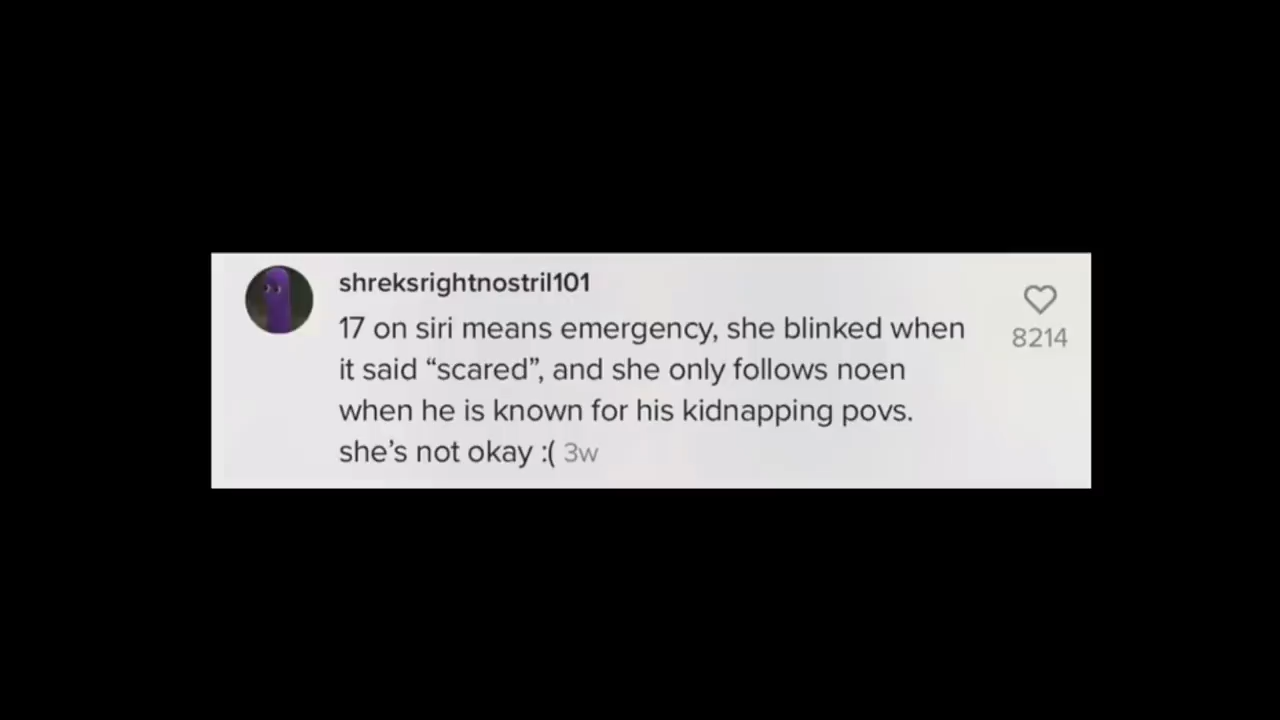 shreksrightnostril101
17 on siri means emergency, she blinked when
it said “scared”, and she only follows noen
when he is known for his kidnapping povs.
she’s not okay :( 3w
8214